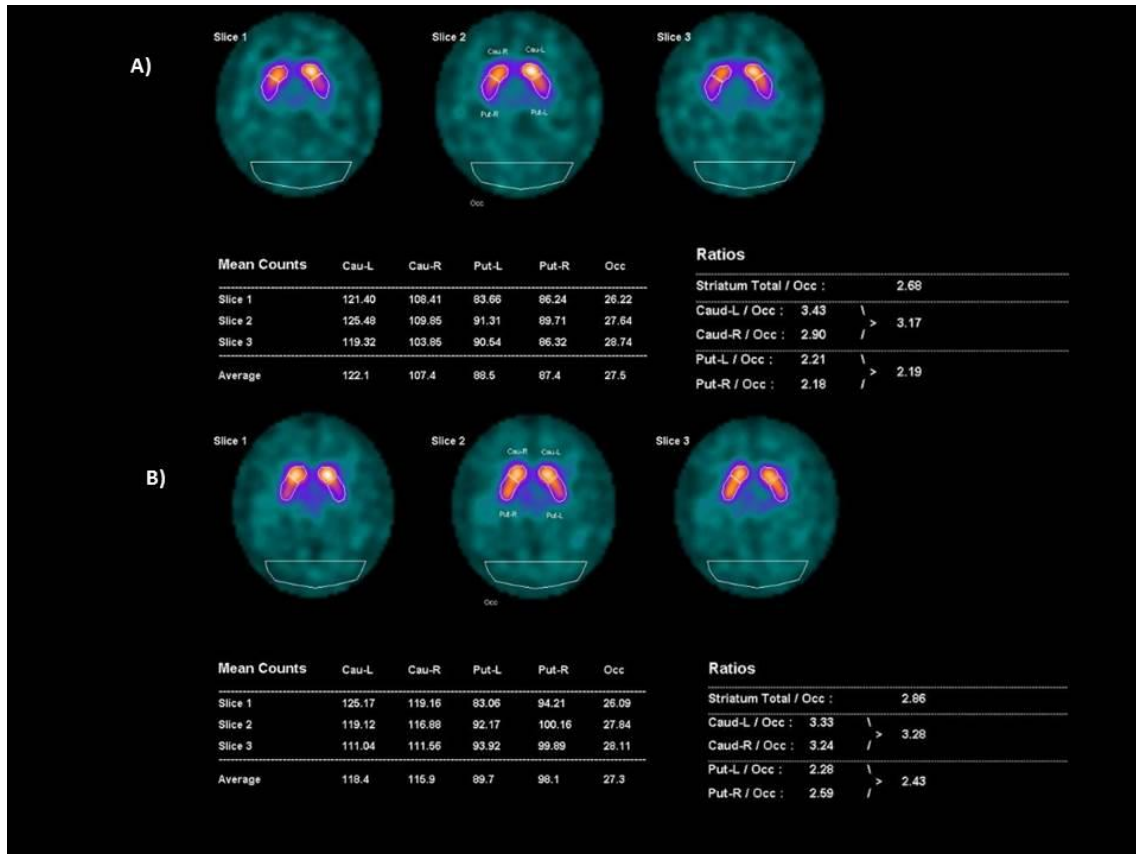 A)
Slice 1
Slice 2
Slice 3
Cau-R Cau-L
Put-R Put-L
Occ
Mean Counts Cau-L Cau-R Put-L Put-R Occ
Slice 1 121.40 108.41 83.66 86.24 26.22
Slice 2 125.48 109.85 91.31 89.71 27.64
Slice 3 119.32 103.85 90.54 86.32 28.74
Average 122.1 107.4 88.5 87.4 27.5
Ratios
Striatum Total / Occ : 2.68
Caud-L / Occ : 3.43 \
> 3.17
Caud-R / Occ : 2.90 /
Put-L / Occ : 2.21 \
> 2.19
Put-R / Occ : 2.18 /
B)
Slice 1
Slice 2
Slice 3
Cau-R Cau-L
Put-R Put-L
Occ
Mean Counts Cau-L Cau-R Put-L Put-R Occ
Slice 1 125.17 119.16 83.06 94.21 26.09
Slice 2 119.12 116.88 92.17 100.16 27.84
Slice 3 111.04 111.56 93.92 99.89 28.11
Average 118.4 115.9 89.7 98.1 27.3
Ratios
Striatum Total / Occ : 2.86
Caud-L / Occ : 3.33 \
> 3.28
Caud-R / Occ : 3.24 /
Put-L / Occ : 2.28 \
> 2.43
Put-R / Occ : 2.59 /